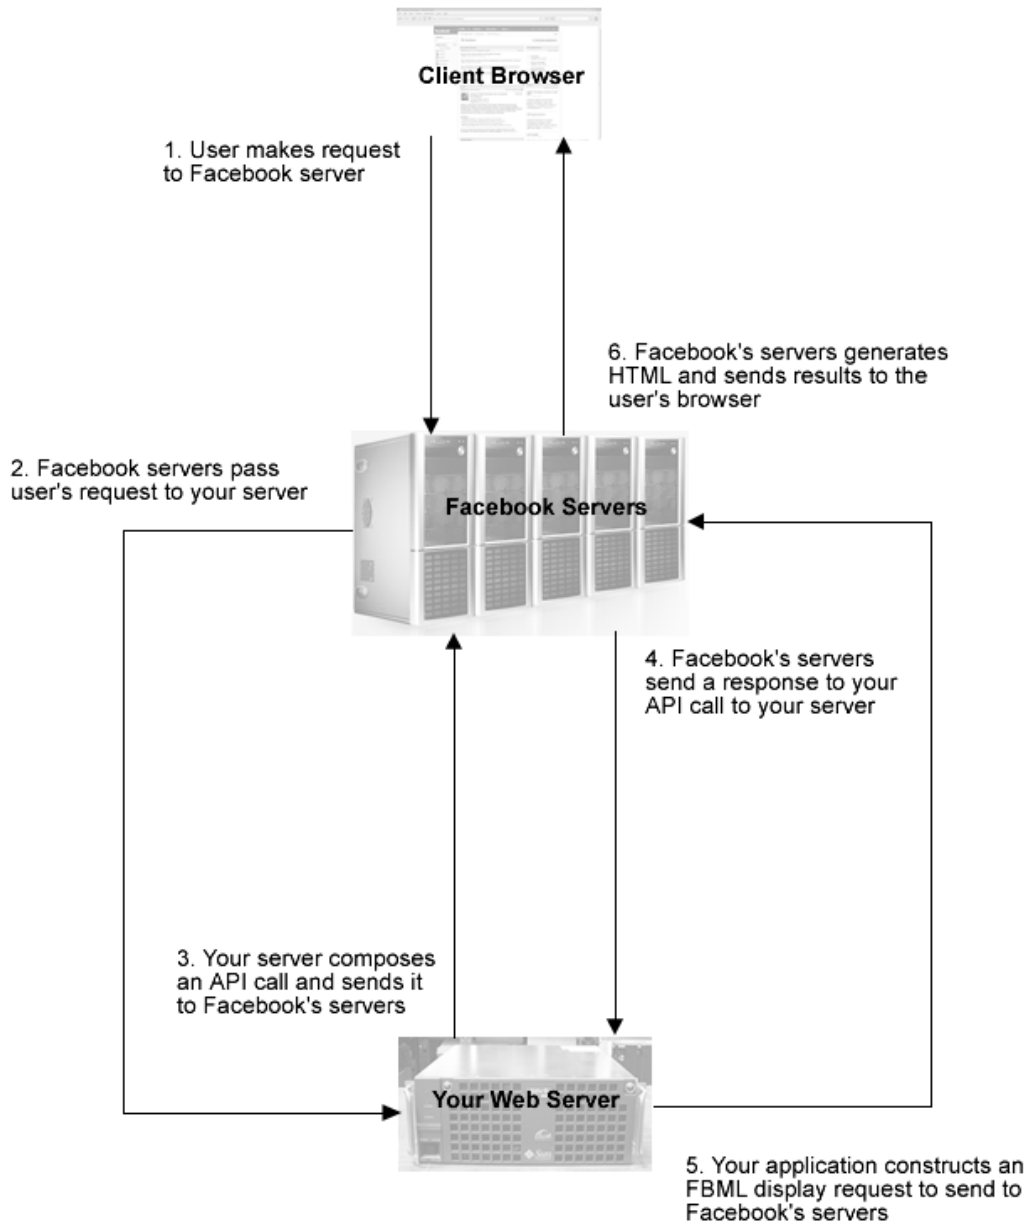 Client Browser
1. User makes request
to Facebook server
6. Facebook's servers generates
HTML and sends results to the
user's browser
2. Facebook servers pass
user's request to your server
Facebook Servers
4. Facebook's servers
send a response to your
API call to your server
3. Your server composes
an API call and sends it
to Facebook's servers
Your Web Server
5. Your application constructs an
FBML display request to send to
Facebook's servers